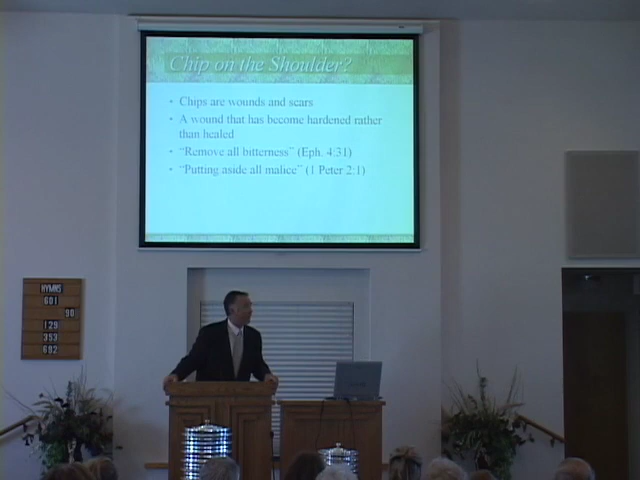 Chip on the Shoulder?
• Chips are wounds and scars
• A wound that has become hardened rather
than healed
• “Remove all bitterness” (Eph. 4:31)
• “Putting aside all malice” (1 Peter 2:1)
HYMNS
601
98
129
353
692